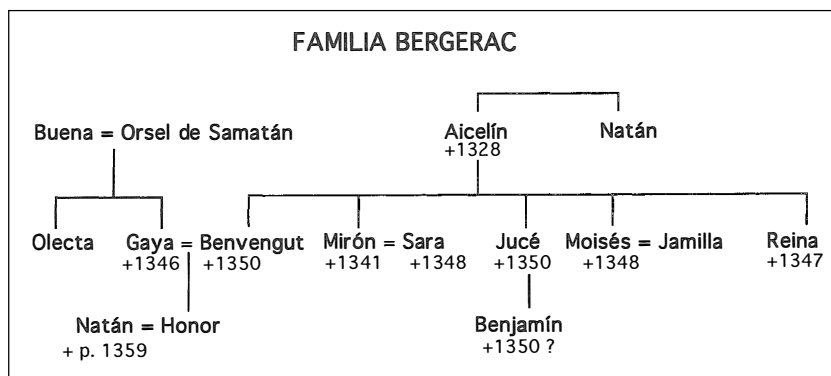 FAMILIA BERGERAC
Buena = Orsel de Samatán Aicelín Natán
+1328
Olecta Gaya = Benvengut Mirón = Sara Jucé Moisés = Jamilla Reina
+1346 +1350 +1341 +1348 +1350 +1348 +1347
Natán = Honor Benjamín
+ p. 1359 +1350 ?